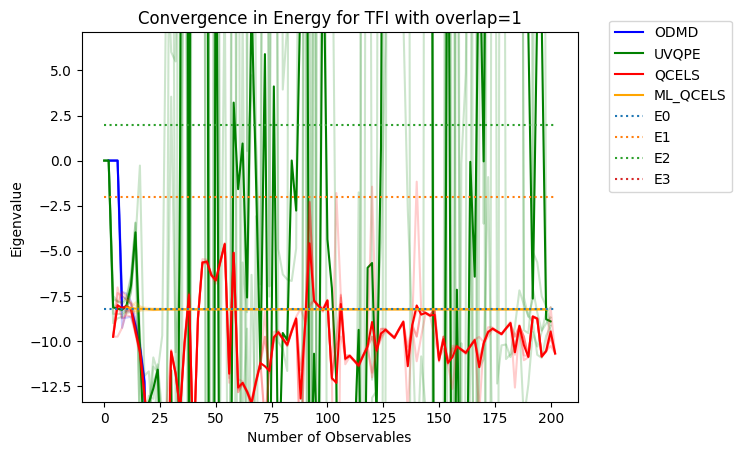 Convergence in Energy for TFI with overlap=1
ODMD
UVQPE
QCELS
ML_QCELS
E0
E1
E2
E3
Eigenvalue
5.0
2.5
0.0
−2.5
−5.0
−7.5
−10.0
−12.5
0
25
50
75
100
125
150
175
200
Number of Observables